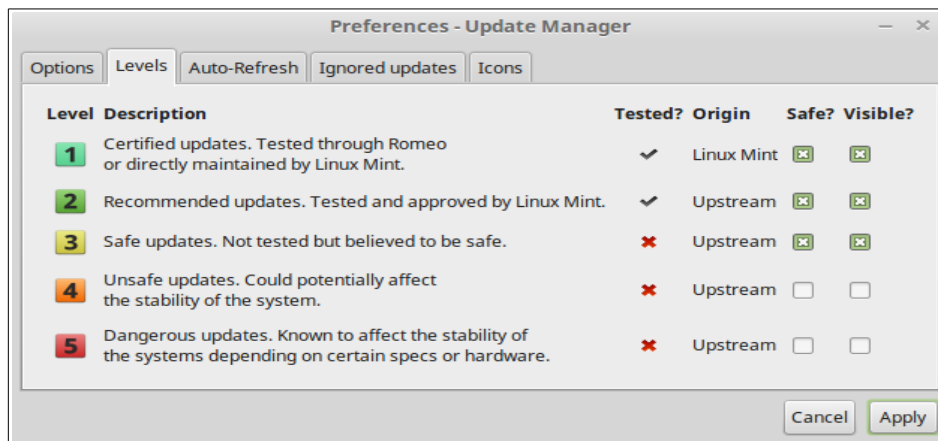 Preferences - Update Manager
Options Levels Auto-Refresh Ignored updates Icons
Level Description Tested? Origin Safe? Visible?
1 Certified updates. Tested through Romeo
or directly maintained by Linux Mint. Linux Mint
2 Recommended updates. Tested and approved by Linux Mint. Upstream
3 Safe updates. Not tested but believed to be safe. Upstream
4 Unsafe updates. Could potentially affect
the stability of the system. Upstream
5 Dangerous updates. Known to affect the stability of
the systems depending on certain specs or hardware. Upstream
Cancel Apply